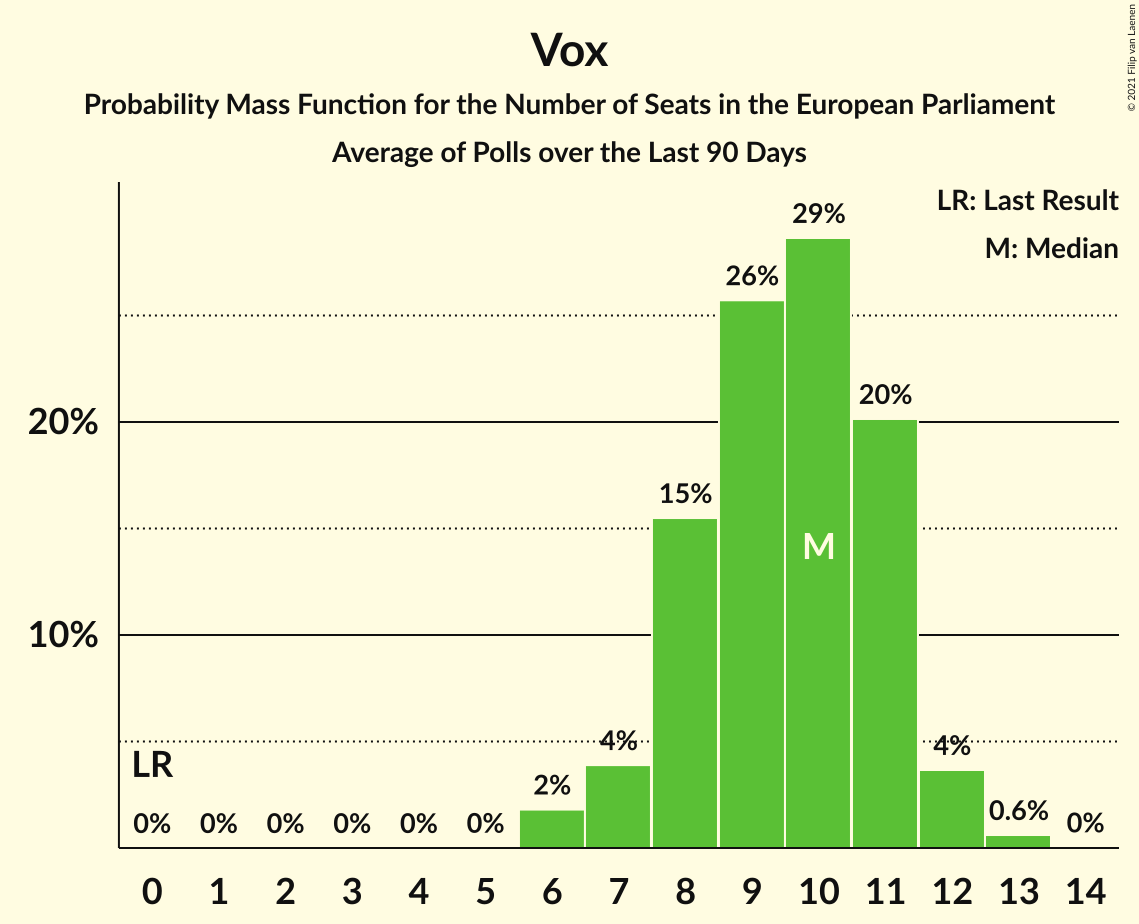 Vox
Probability Mass Function for the Number of Seats in the European Parliament
Average of Polls over the Last 90 Days
© 2021 Filip van Laenen
LR: Last Result
M: Median
29%
26%
20%
20%
15%
M
10%
4%
4%
LR
2%
0.6%
0% 0% 0% 0% 0% 0% 0%
0 1 2 3 4 5 6 7 8 9 10 11 12 13 14